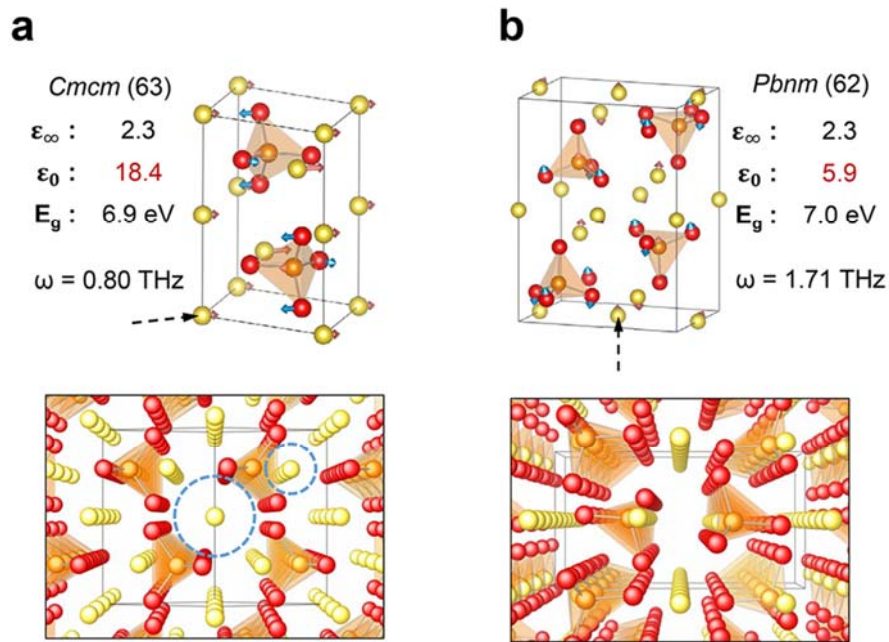 a
Cmcm (63)
ε∞ : 2.3
ε0 : 18.4
Eg : 6.9 eV
ω = 0.80 THz
b
Pbnm (62)
ε∞ : 2.3
ε0 : 5.9
Eg : 7.0 eV
ω = 1.71 THz